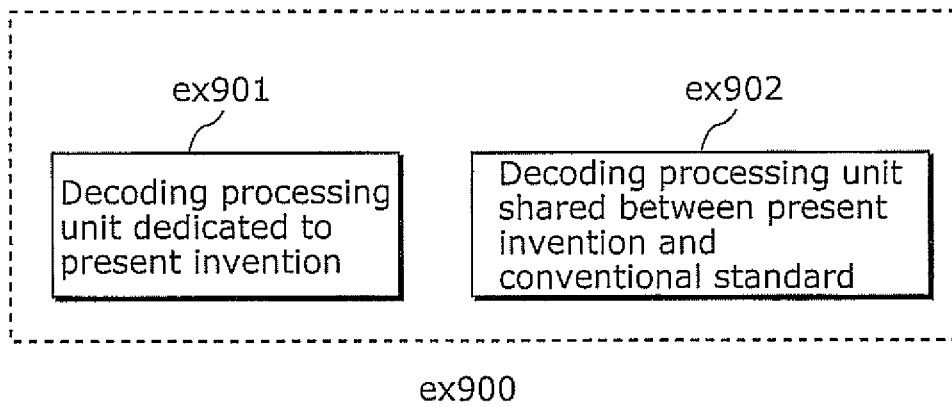 ex901
ex902
Decoding processing
unit dedicated to
present invention
Decoding processing unit
shared between present
invention and
conventional standard
ex900